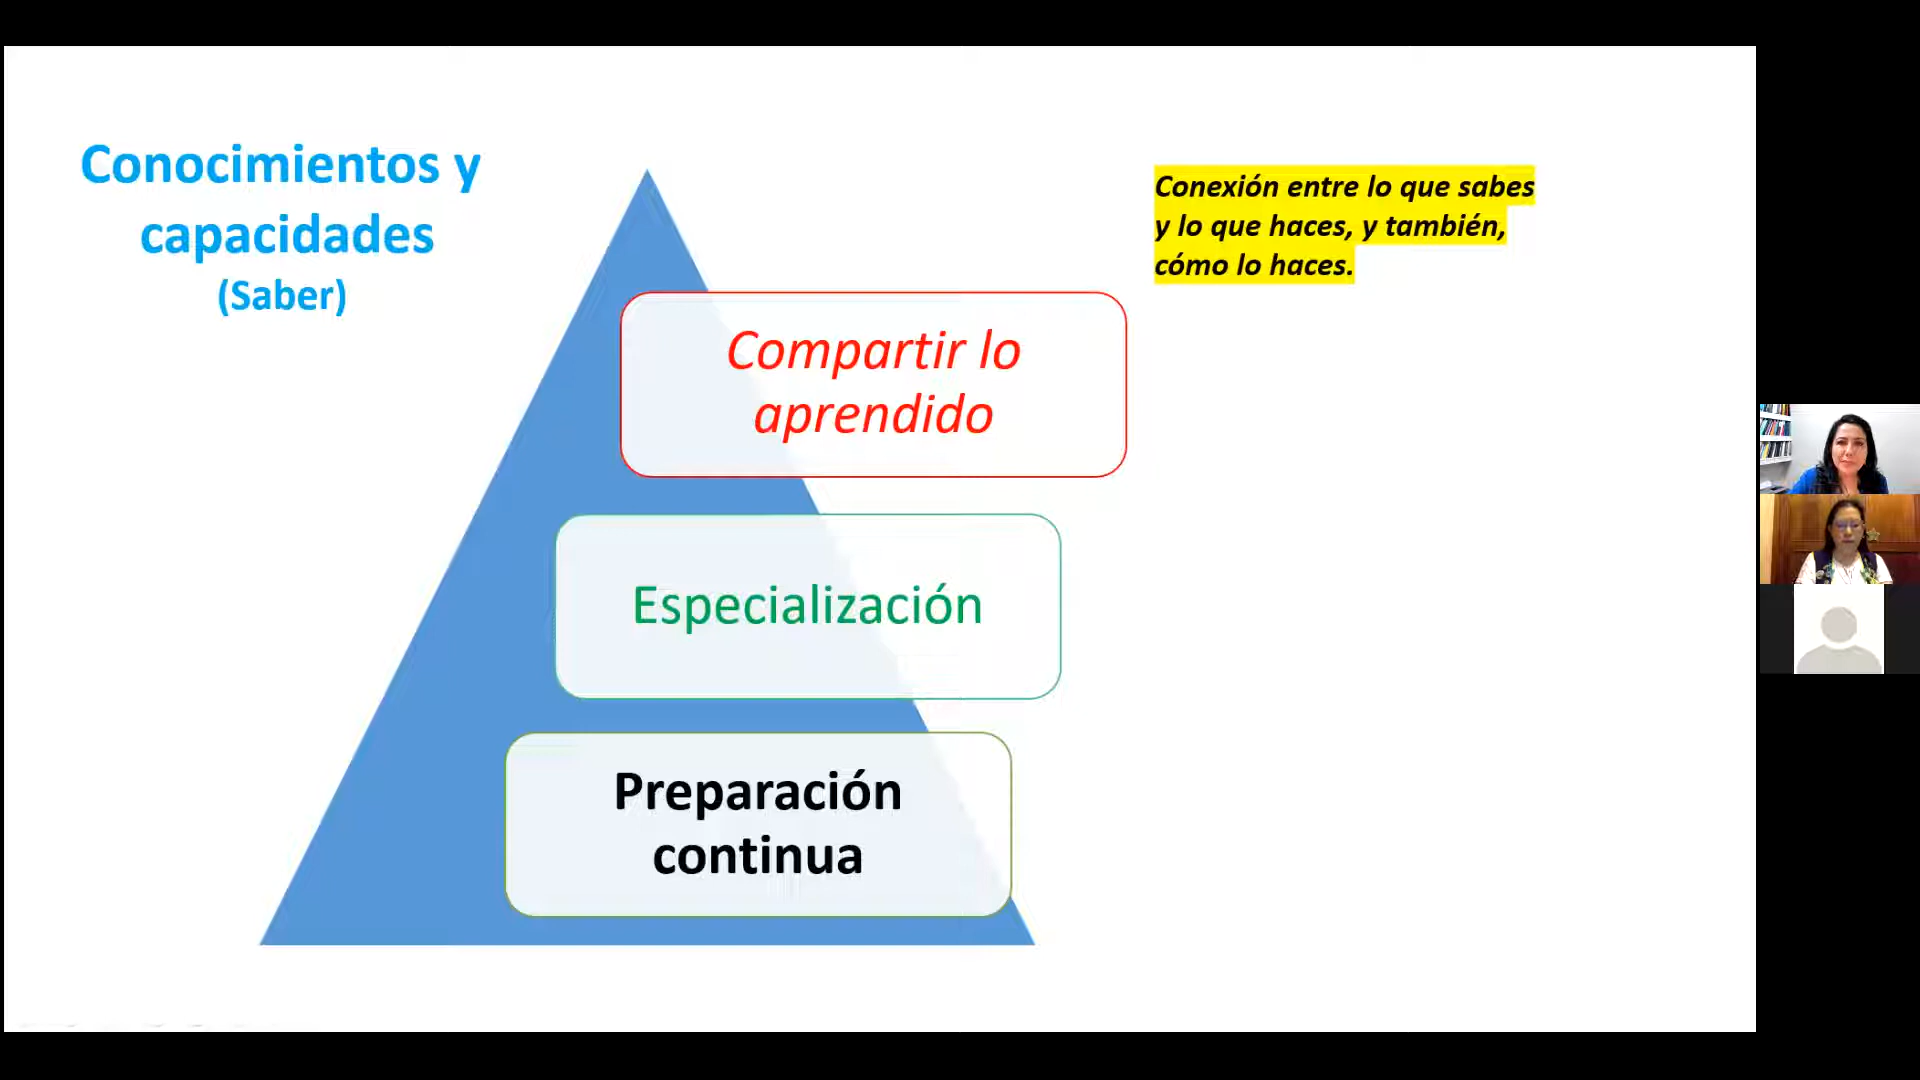 Conocimientos y
capacidades
(Saber)
Conexión entre lo que sabes
y lo que haces, y también,
cómo lo haces.
Compartir lo
aprendido
Especialización
Preparación
continua